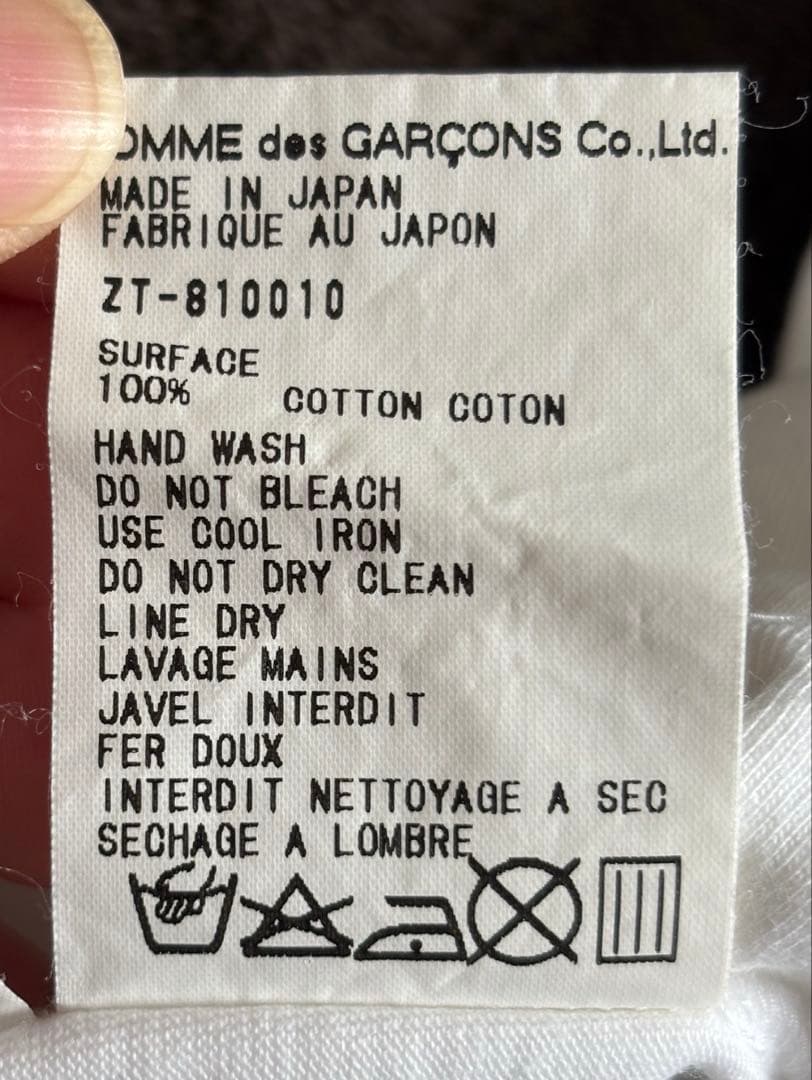 OMME des GARÇONS Co.,Ltd.
MADE IN JAPAN
FABRIQUE AU JAPON
ZT-810010
SURFACE
100% COTTON COTON
HAND WASH
DO NOT BLEACH
USE COOL IRON
DO NOT DRY CLEAN
LINE DRY
LAVAGE MAINS
JAVEL INTERDIT
FER DOUX
INTERDIT NETTOYAGE A SEC
SECHAGE A LOMBRE